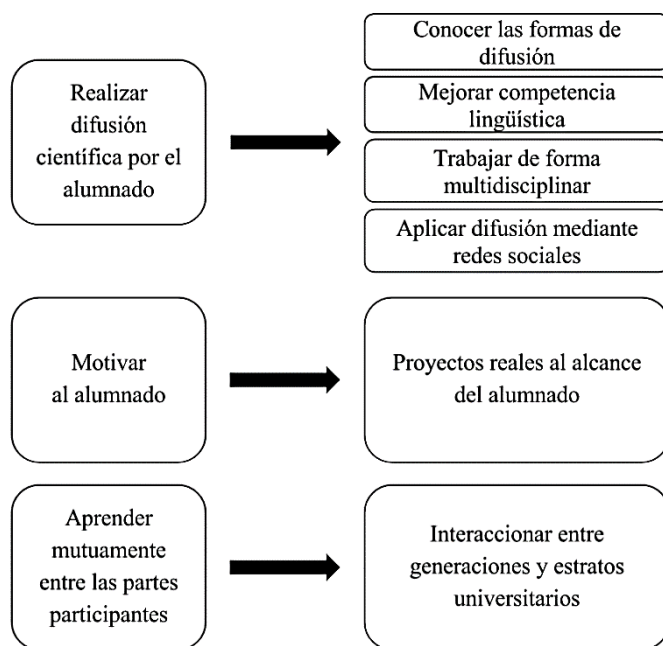 Realizar
difusión
científica por el
alumnado
Conocer las formas de
difusión
Mejorar competencia
lingüística
Trabajar de forma
multidisciplinar
Aplicar difusión mediante
redes sociales
Motivar
al alumnado
Proyectos reales al alcance
del alumnado
Aprender
mutuamente
entre las partes
participantes
Interaccionar entre
generaciones y estratos
universitarios